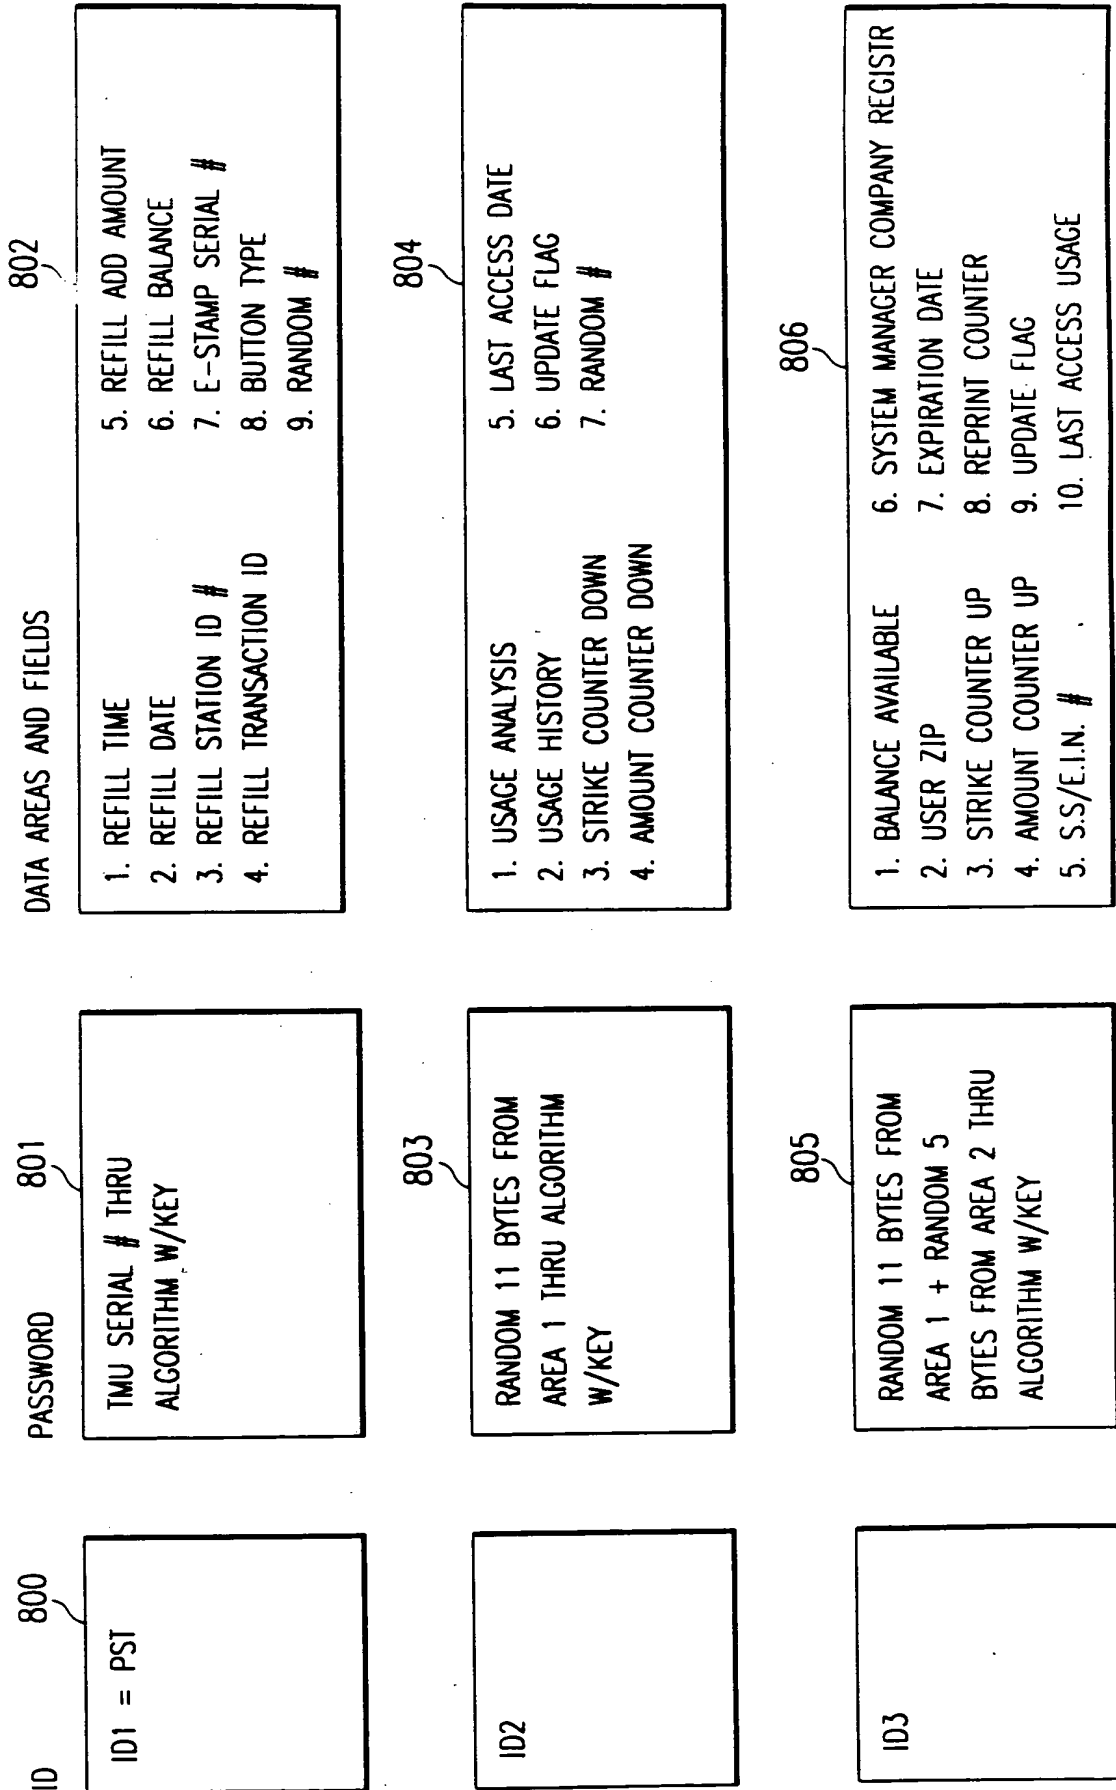 ID
PASSWORD
DATA AREAS AND FIELDS
800
ID1 = PST
801
TMU SERIAL # THRU
ALGORITHM W/KEY
802
1. REFILL TIME
2. REFILL DATE
3. REFILL STATION ID #
4. REFILL TRANSACTION ID
5. REFILL ADD AMOUNT
6. REFILL BALANCE
7. E-STAMP SERIAL #
8. BUTTON TYPE
9. RANDOM #
ID2
803
RANDOM 11 BYTES FROM
AREA 1 THRU ALGORITHM
W/KEY
804
1. USAGE ANALYSIS
2. USAGE HISTORY
3. STRIKE COUNTER DOWN
4. AMOUNT COUNTER DOWN
5. LAST ACCESS DATE
6. UPDATE FLAG
7. RANDOM #
ID3
805
RANDOM 11 BYTES FROM
AREA 1 + RANDOM 5
BYTES FROM AREA 2 THRU
ALGORITHM W/KEY
806
1. BALANCE AVAILABLE
2. USER ZIP
3. STRIKE COUNTER UP
4. AMOUNT COUNTER UP
5. S.S/E.I.N. #
6. SYSTEM MANAGER COMPANY REGISTR
7. EXPIRATION DATE
8. REPRINT COUNTER
9. UPDATE FLAG
10. LAST ACCESS USAGE